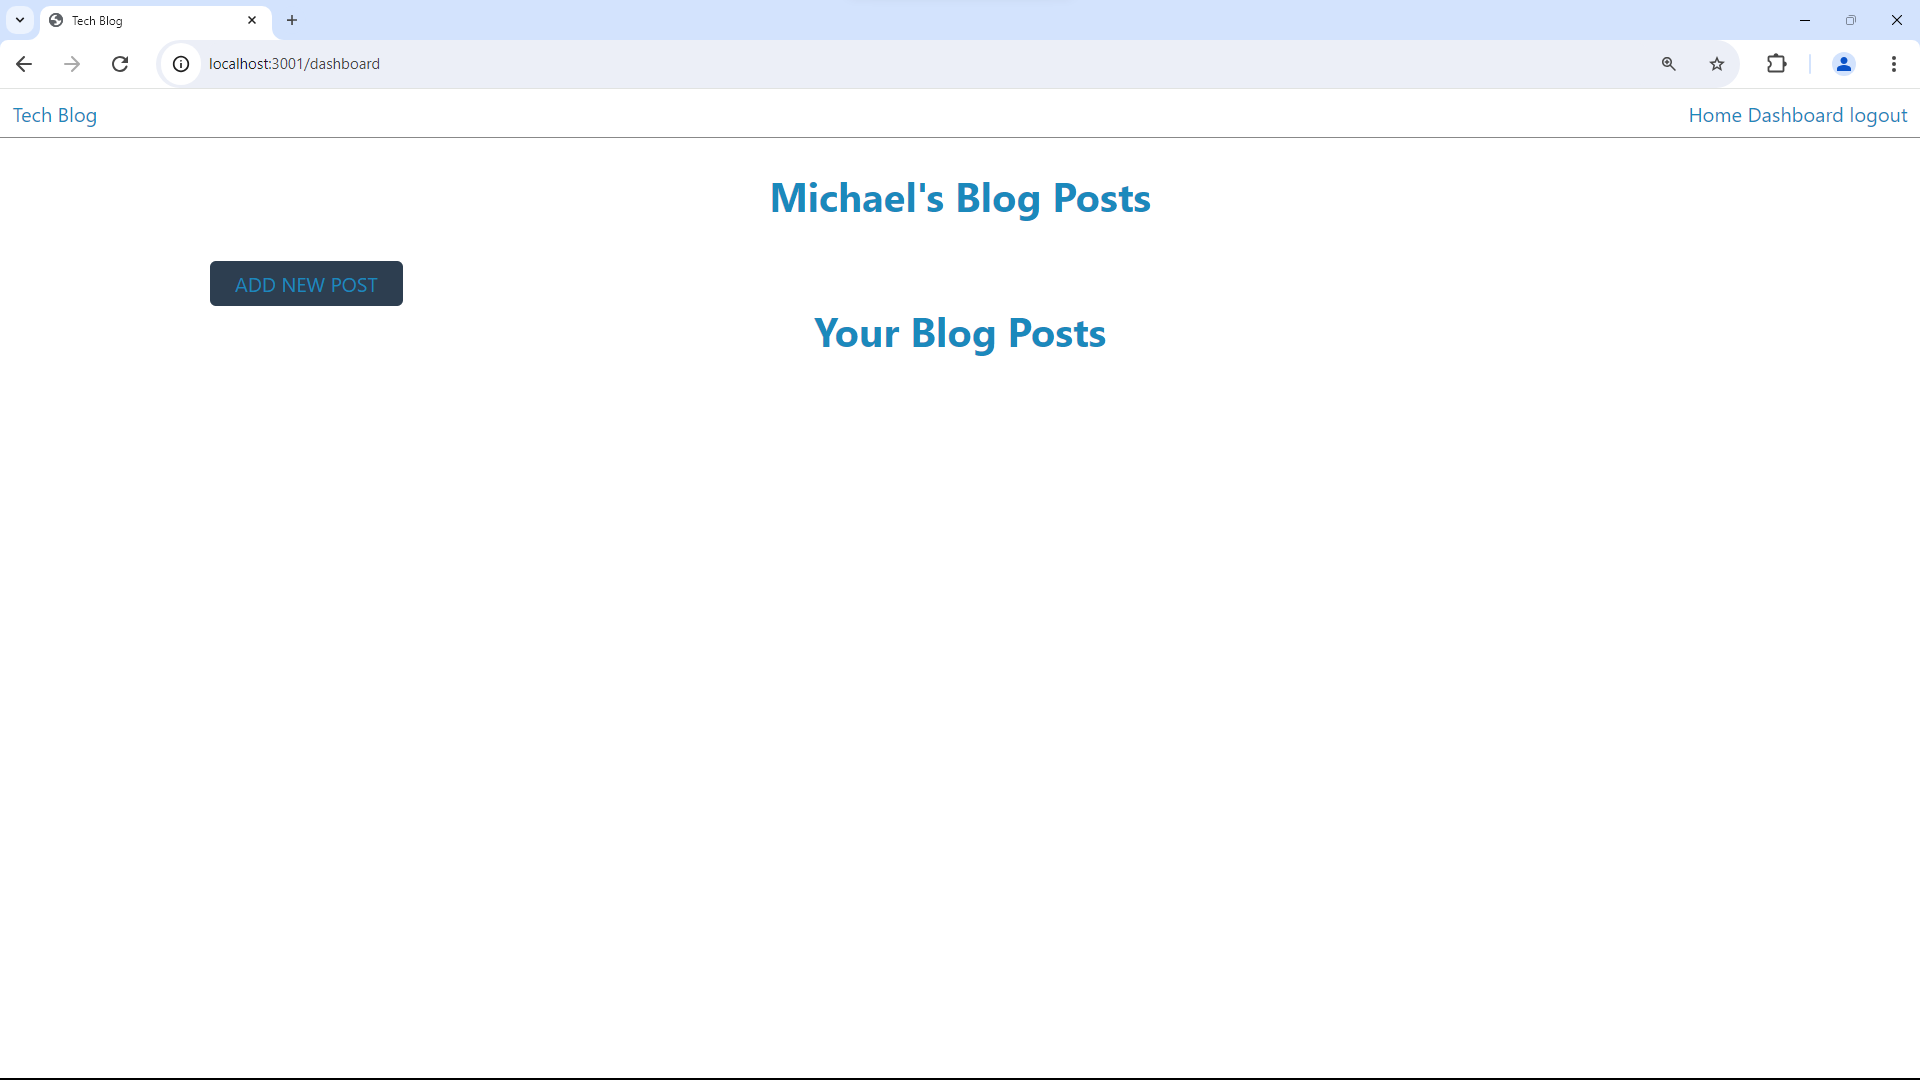 Tech Blog
localhost:3001/dashboard
Tech Blog
Home Dashboard logout
Michael's Blog Posts
ADD NEW POST
Your Blog Posts